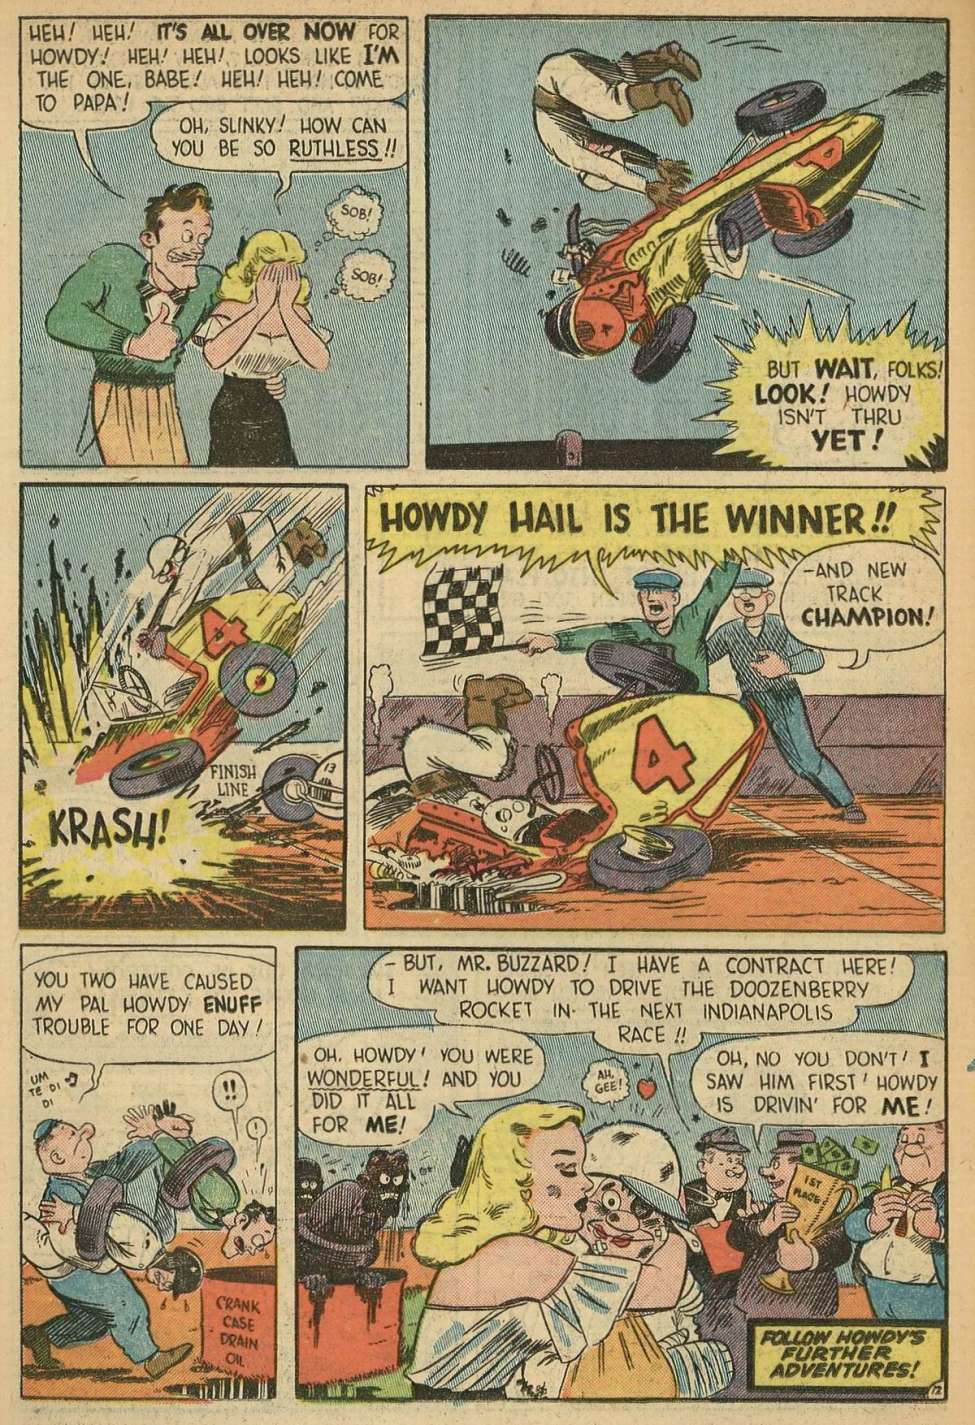 HEH! HEH! IT'S ALL OVER NOW FOR
HOWDY! HEH! HEH! LOOKS LIKE I'M
THE ONE, BABE! HEH! HEH! COME
TO PAPA!
OH, SLINKY! HOW CAN
YOU BE SO RUTHLESS!!
SOB!
SOB!
4
BUT WAIT, FOLKS!
LOOK! HOWDY
ISN'T THRU
YET!
4
FINISH
LINE
13
KRASH!
HOWDY HAIL IS THE WINNER!!
-AND NEW
TRACK
CHAMPION!
4
YOU TWO HAVE CAUSED
MY PAL HOWDY ENUFF
TROUBLE FOR ONE DAY!
UM
TE DI
DI
!!
!
CRANK
CASE
DRAIN
OIL
- BUT, MR. BUZZARD! I HAVE A CONTRACT HERE!
I WANT HOWDY TO DRIVE THE DOOZENBERRY
ROCKET IN THE NEXT INDIANAPOLIS
RACE!!
OH, HOWDY! YOU WERE
WONDERFUL! AND YOU
DID IT ALL
FOR ME!
AH,
GEE!
OH, NO YOU DON'T! I
SAW HIM FIRST! HOWDY
IS DRIVIN' FOR ME!
1ST
PLACE
FOLLOW HOWDY'S
FURTHER
ADVENTURES!
12